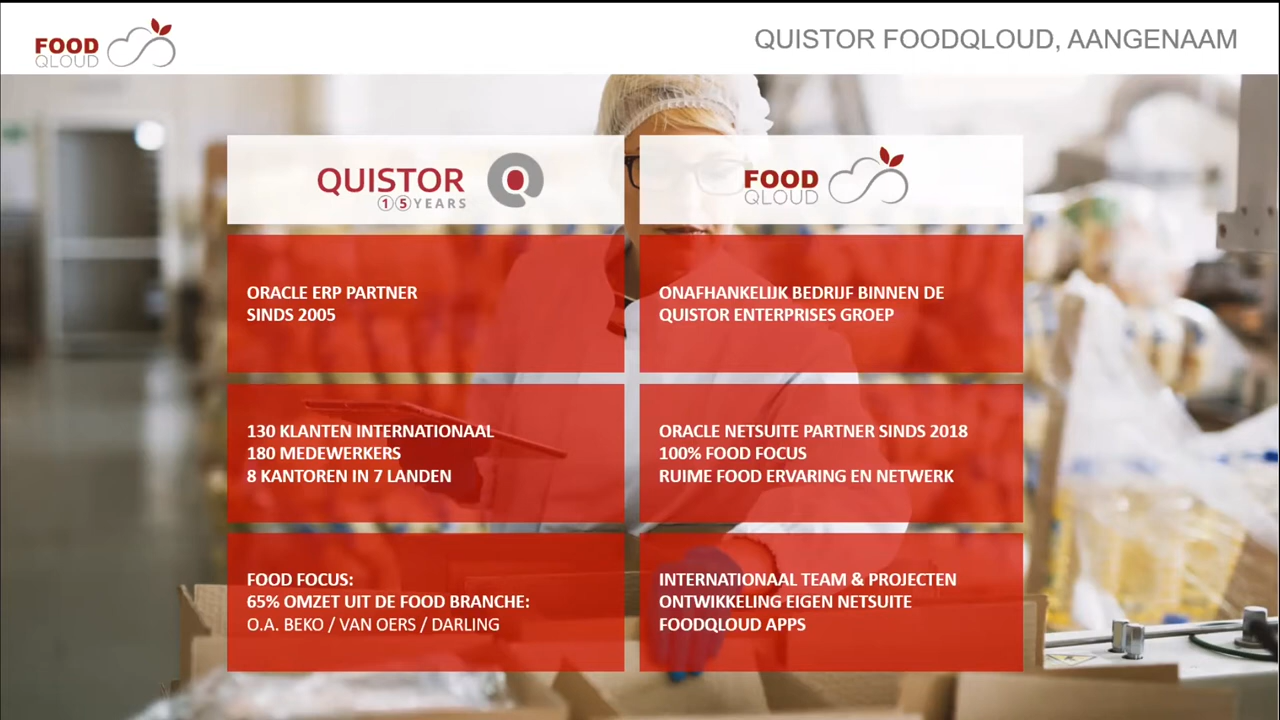 FOOD
QLOUD
QUISTOR FOODQLOUD, AANGENAAM
QUISTOR
15 YEARS
FOOD
QLOUD
ORACLE ERP PARTNER
SINDS 2005
ONAFHANKELIJK BEDRIJF BINNEN DE
QUISTOR ENTERPRISES GROEP
130 KLANTEN INTERNATIONAAL
180 MEDEWERKERS
8 KANTOREN IN 7 LANDEN
ORACLE NETSUITE PARTNER SINDS 2018
100% FOOD FOCUS
RUIME FOOD ERVARING EN NETWERK
FOOD FOCUS:
65% OMZET UIT DE FOOD BRANCHE:
O.A. BEKO / VAN OERS / DARLING
INTERNATIONAAL TEAM & PROJECTEN
ONTWIKKELING EIGEN NETSUITE
FOODQLOUD APPS